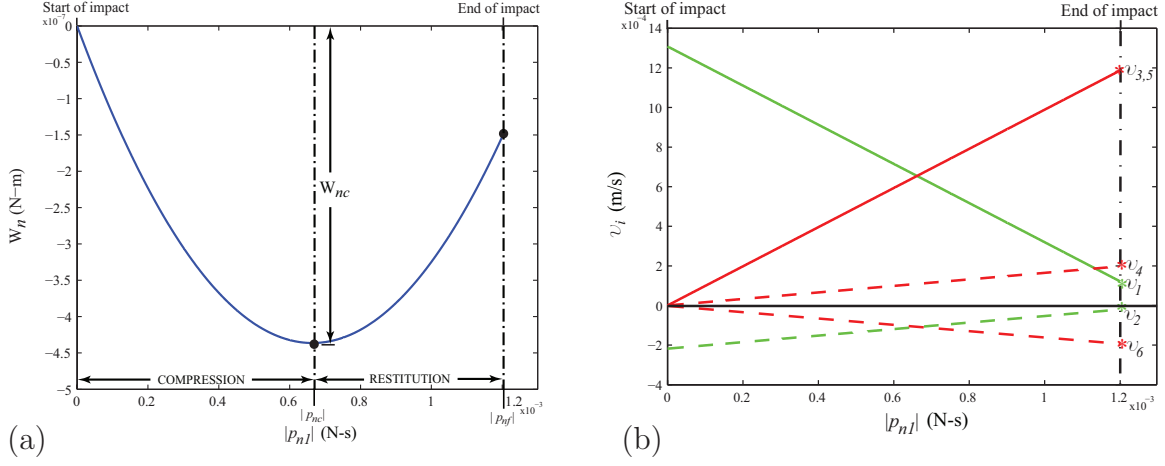 Start of impact
End of impact
×10⁻⁷
0
−0.5
−1
−1.5
−2
−2.5
−3
−3.5
−4
−4.5
−5
W_n (N−m)
W_nc
COMPRESSION
RESTITUTION
0
0.2
0.4
0.6
0.8
1
1.2
×10⁻³
|p_nc|
|p_nf|
|p_n1| (N-s)
(a)
Start of impact
End of impact
×10⁻⁴
14
12
10
8
6
4
2
0
−2
−4
υ_i (m/s)
υ_3,5
υ_4
υ_1
υ_2
υ_6
0
0.2
0.4
0.6
0.8
1
1.2
×10⁻³
|p_n1| (N-s)
(b)